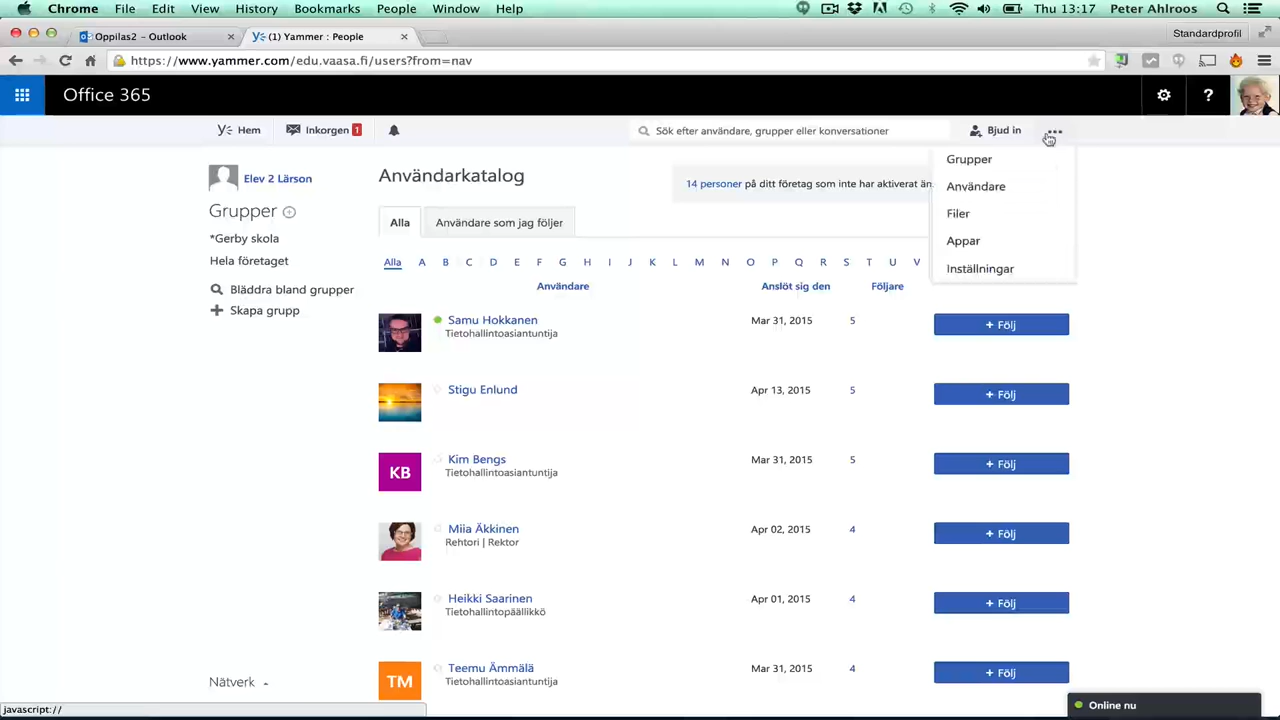 Chrome File Edit View History Bookmarks People Window Help Thu 13:17 Peter Ahlroos
Oppilas2 – Outlook (1) Yammer : People Standardprofil
https://www.yammer.com/edu.vaasa.fi/users?from=nav
Office 365
?
Hem Inkorgen 1 Sök efter användare, grupper eller konversationer Bjud in
Grupper
Användare
Filer
Appar
Inställningar
Elev 2 Lärson
Grupper
*Gerby skola
Hela företaget
Bläddra bland grupper
Skapa grupp
Användarkatalog
14 personer på ditt företag som inte har aktiverat än.
Alla Användare som jag följer
Alla A B C D E F G H I J K L M N O P Q R S T U V
Användare Anslöt sig den Följare
Samu Hokkanen Mar 31, 2015 5 + Följ
Tietohallintoasiantuntija
Stigu Enlund Apr 13, 2015 5 + Följ
KB
Kim Bengs Mar 31, 2015 5 + Följ
Tietohallintoasiantuntija
Miia Äkkinen Apr 02, 2015 4 + Följ
Rehtori | Rektor
Heikki Saarinen Apr 01, 2015 4 + Följ
Tietohallintopäällikkö
TM
Teemu Ämmälä Mar 31, 2015 4 + Följ
Tietohallintoasiantuntija
Nätverk
Online nu
javascript://